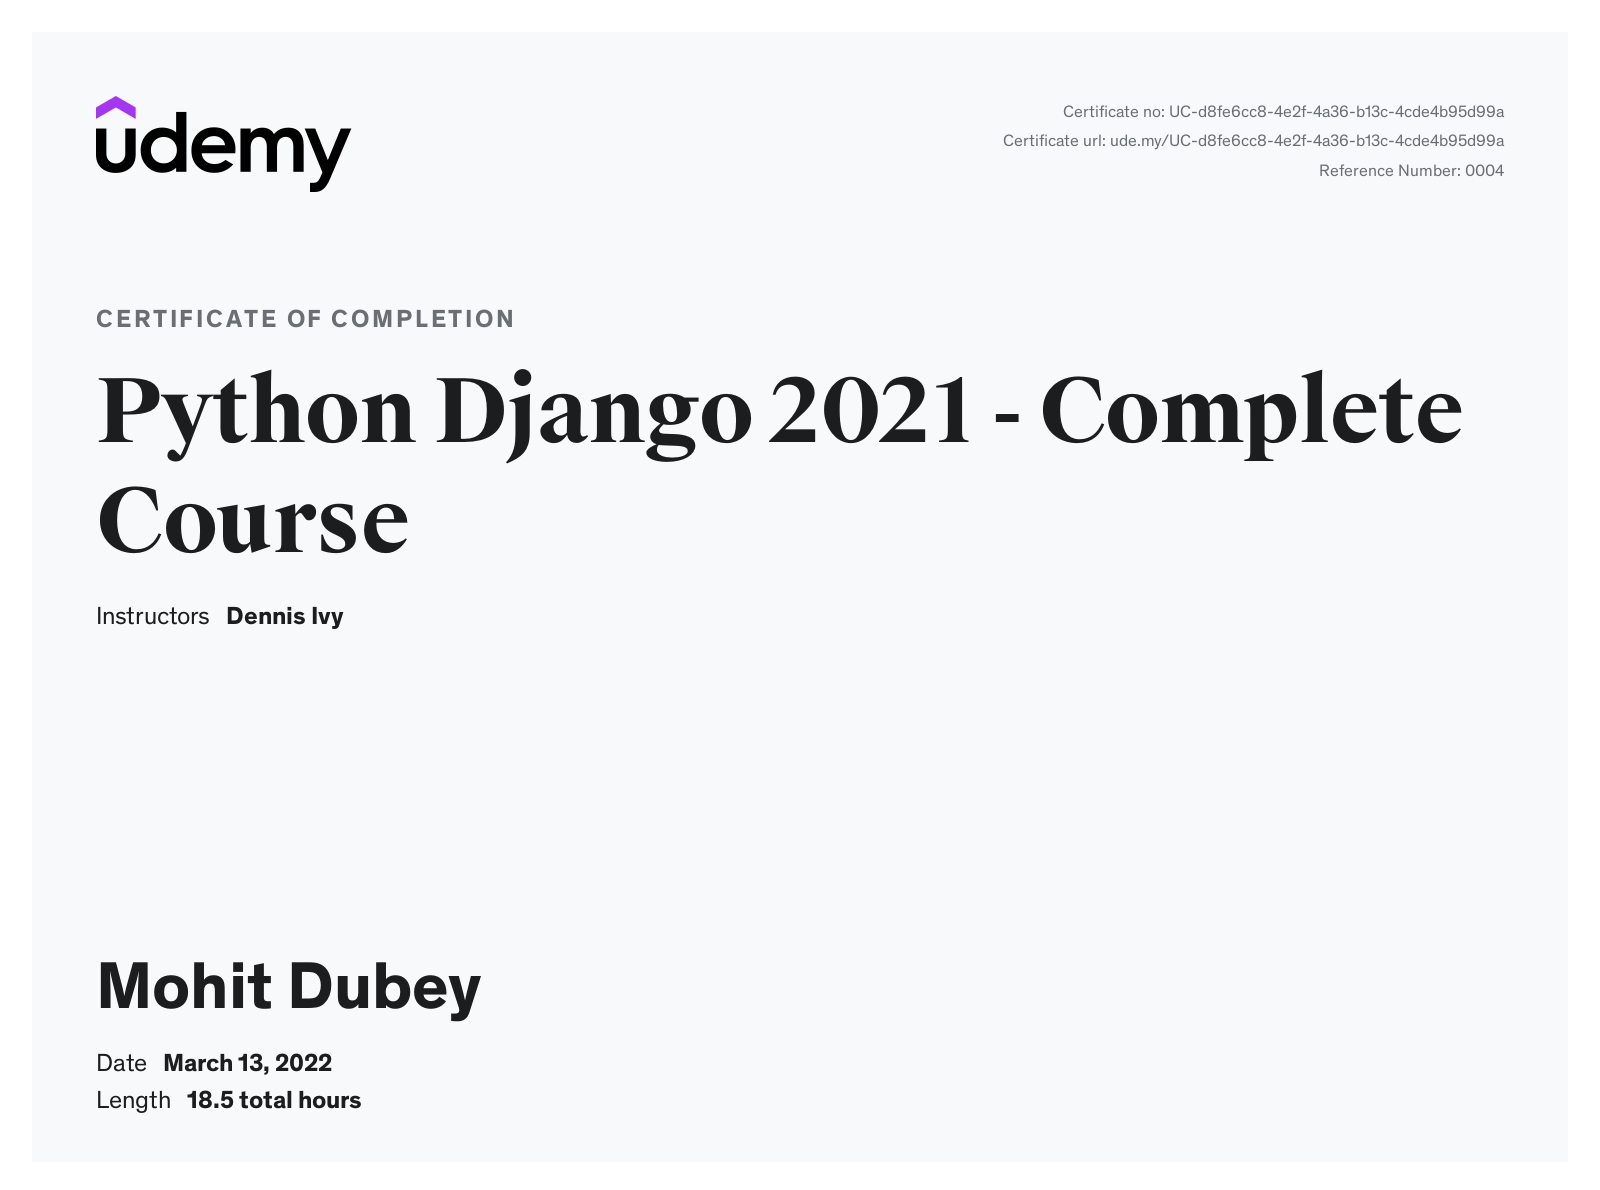 udemy
Certificate no: UC-d8fe6cc8-4e2f-4a36-b13c-4cde4b95d99a
Certificate url: ude.my/UC-d8fe6cc8-4e2f-4a36-b13c-4cde4b95d99a
Reference Number: 0004
CERTIFICATE OF COMPLETION
Python Django 2021 - Complete
Course
Instructors Dennis Ivy
Mohit Dubey
Date March 13, 2022
Length 18.5 total hours